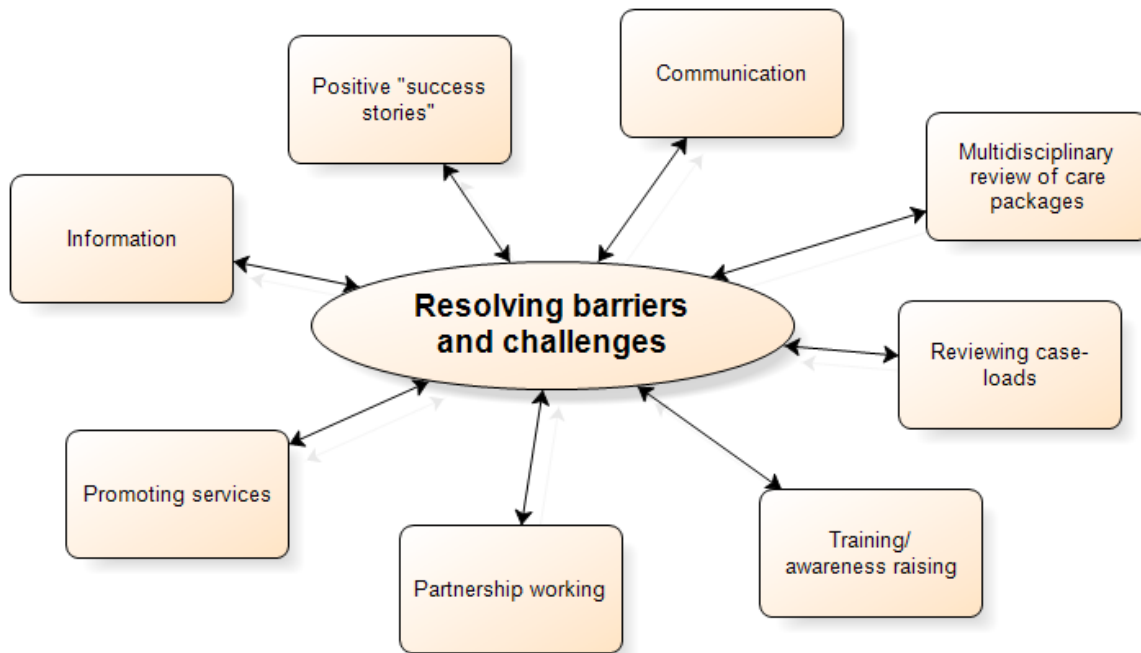 Communication
Positive "success
stories"
Multidisciplinary
review of care
packages
Information
Resolving barriers
and challenges
Reviewing case-
loads
Promoting services
Training/
awareness raising
Partnership working